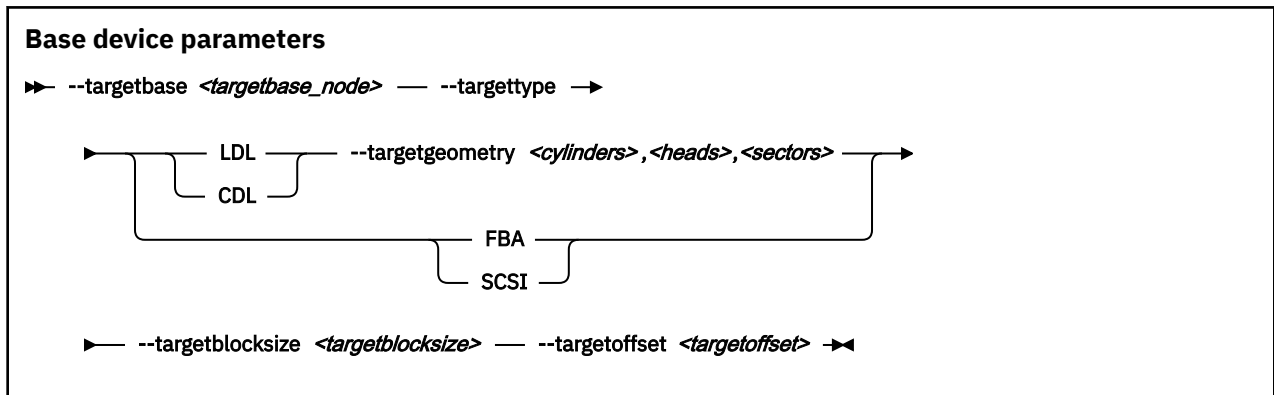 Base device parameters
--targetbase <targetbase_node> --targettype
LDL --targetgeometry <cylinders>,<heads>,<sectors>
CDL
FBA
SCSI
--targetblocksize <targetblocksize> --targetoffset <targetoffset>